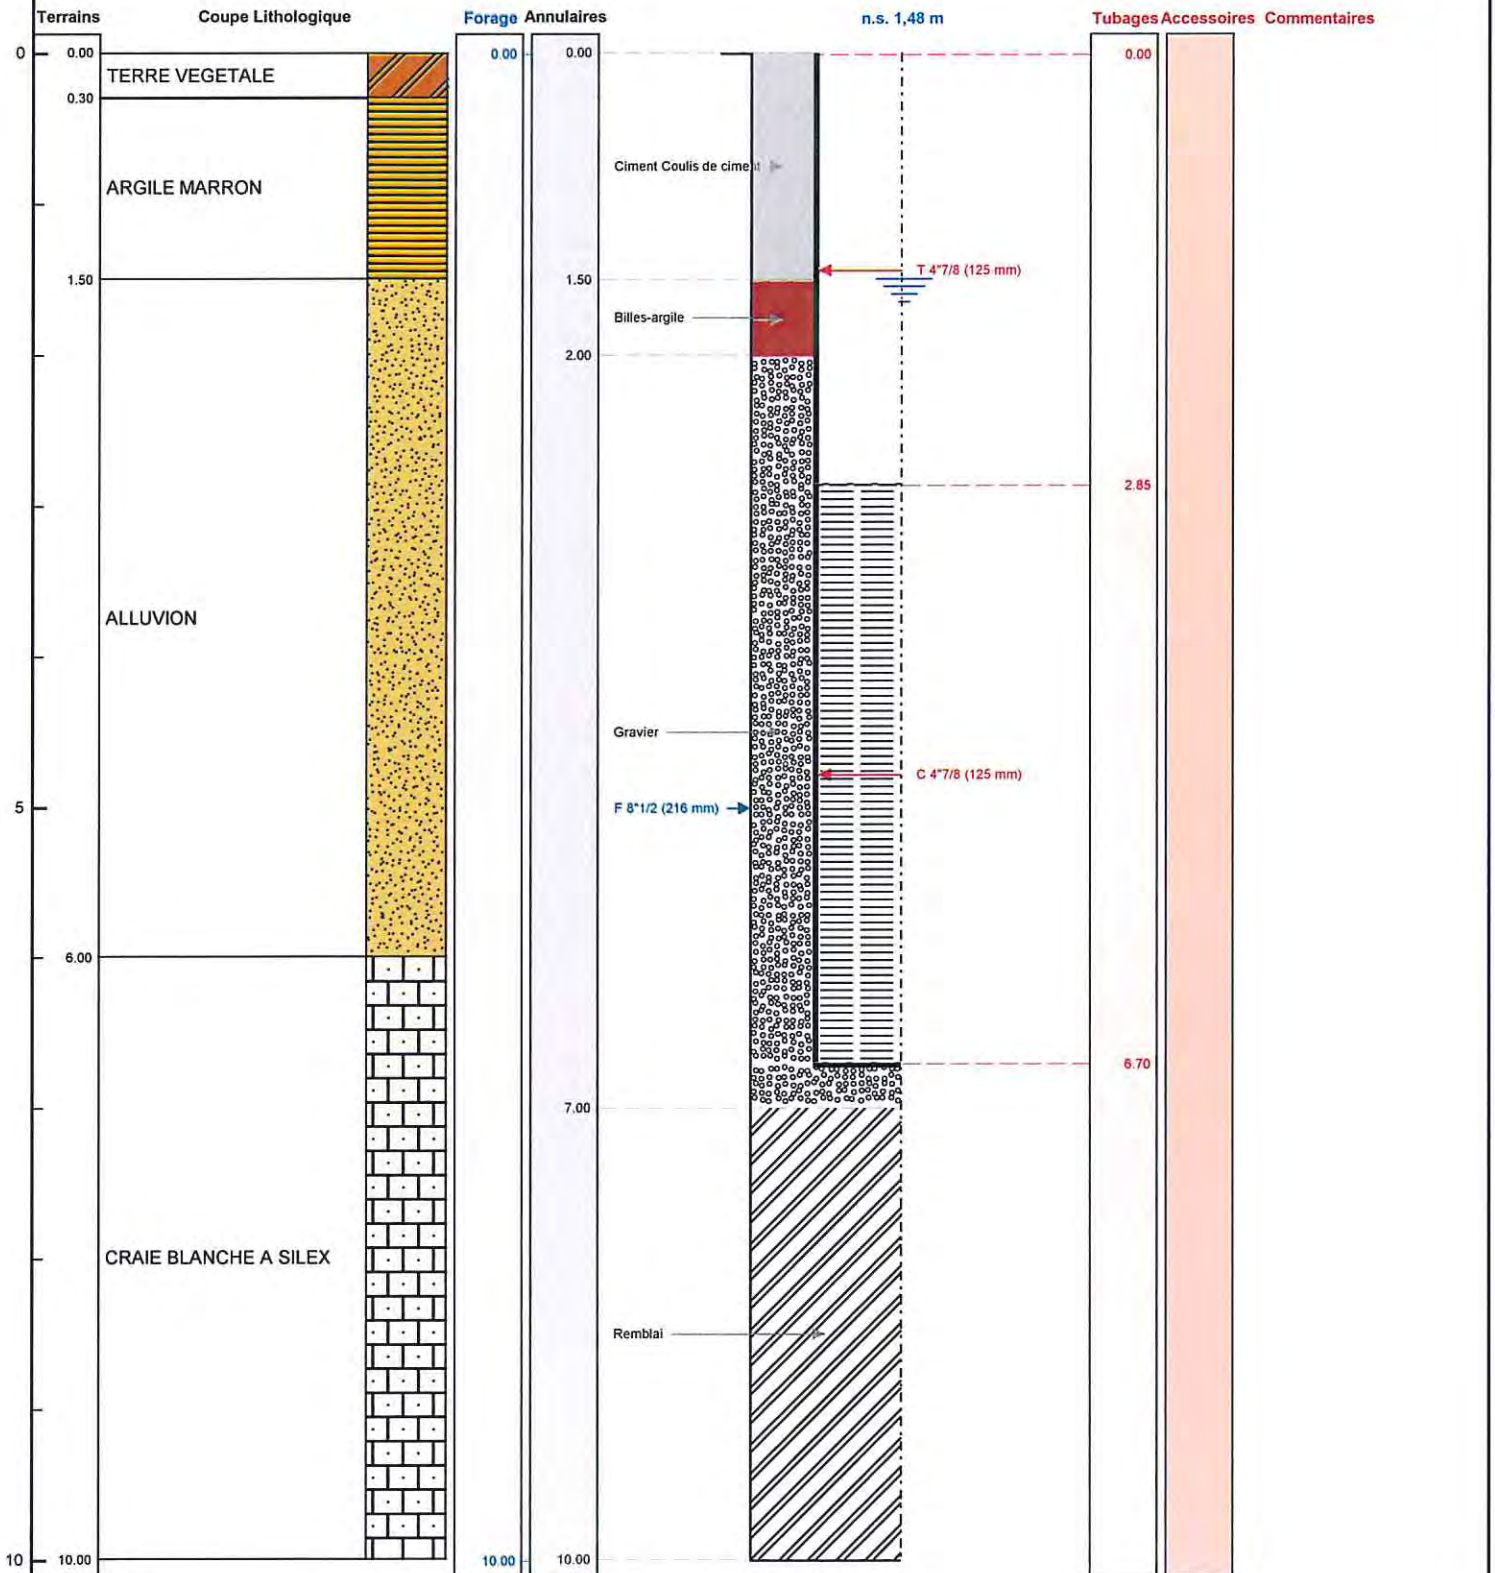 Terrains Coupe Lithologique Forage Annulaires n.s. 1,48 m Tubages Accessoires Commentaires
0 0.00 0.00 0.00 0.00
TERRE VEGETALE
0.30
Ciment Coulis de ciment
ARGILE MARRON
T 4"7/8 (125 mm)
1.50 1.50
Billes-argile
2.00
2.85
ALLUVION
Gravier
C 4"7/8 (125 mm)
5 F 8"1/2 (216 mm)
6.00
6.70
7.00
CRAIE BLANCHE A SILEX
Remblai
10 10.00 10.00 10.00